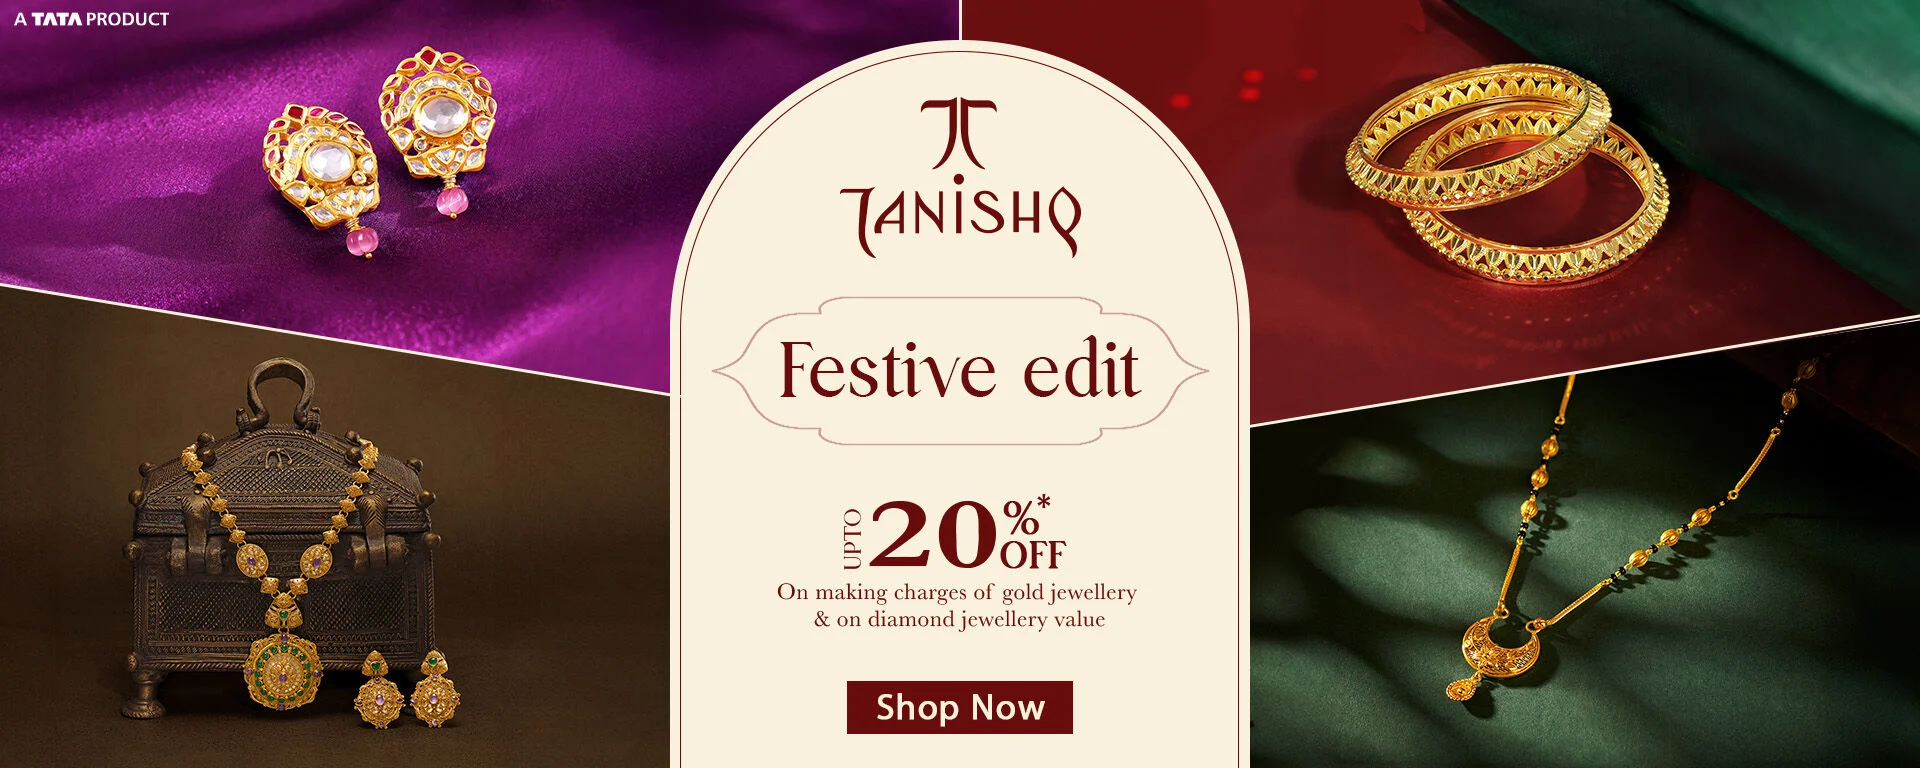 A TATA PRODUCT
TANISHQ
Festive edit
UPTO 20%* OFF
On making charges of gold jewellery
& on diamond jewellery value
Shop Now